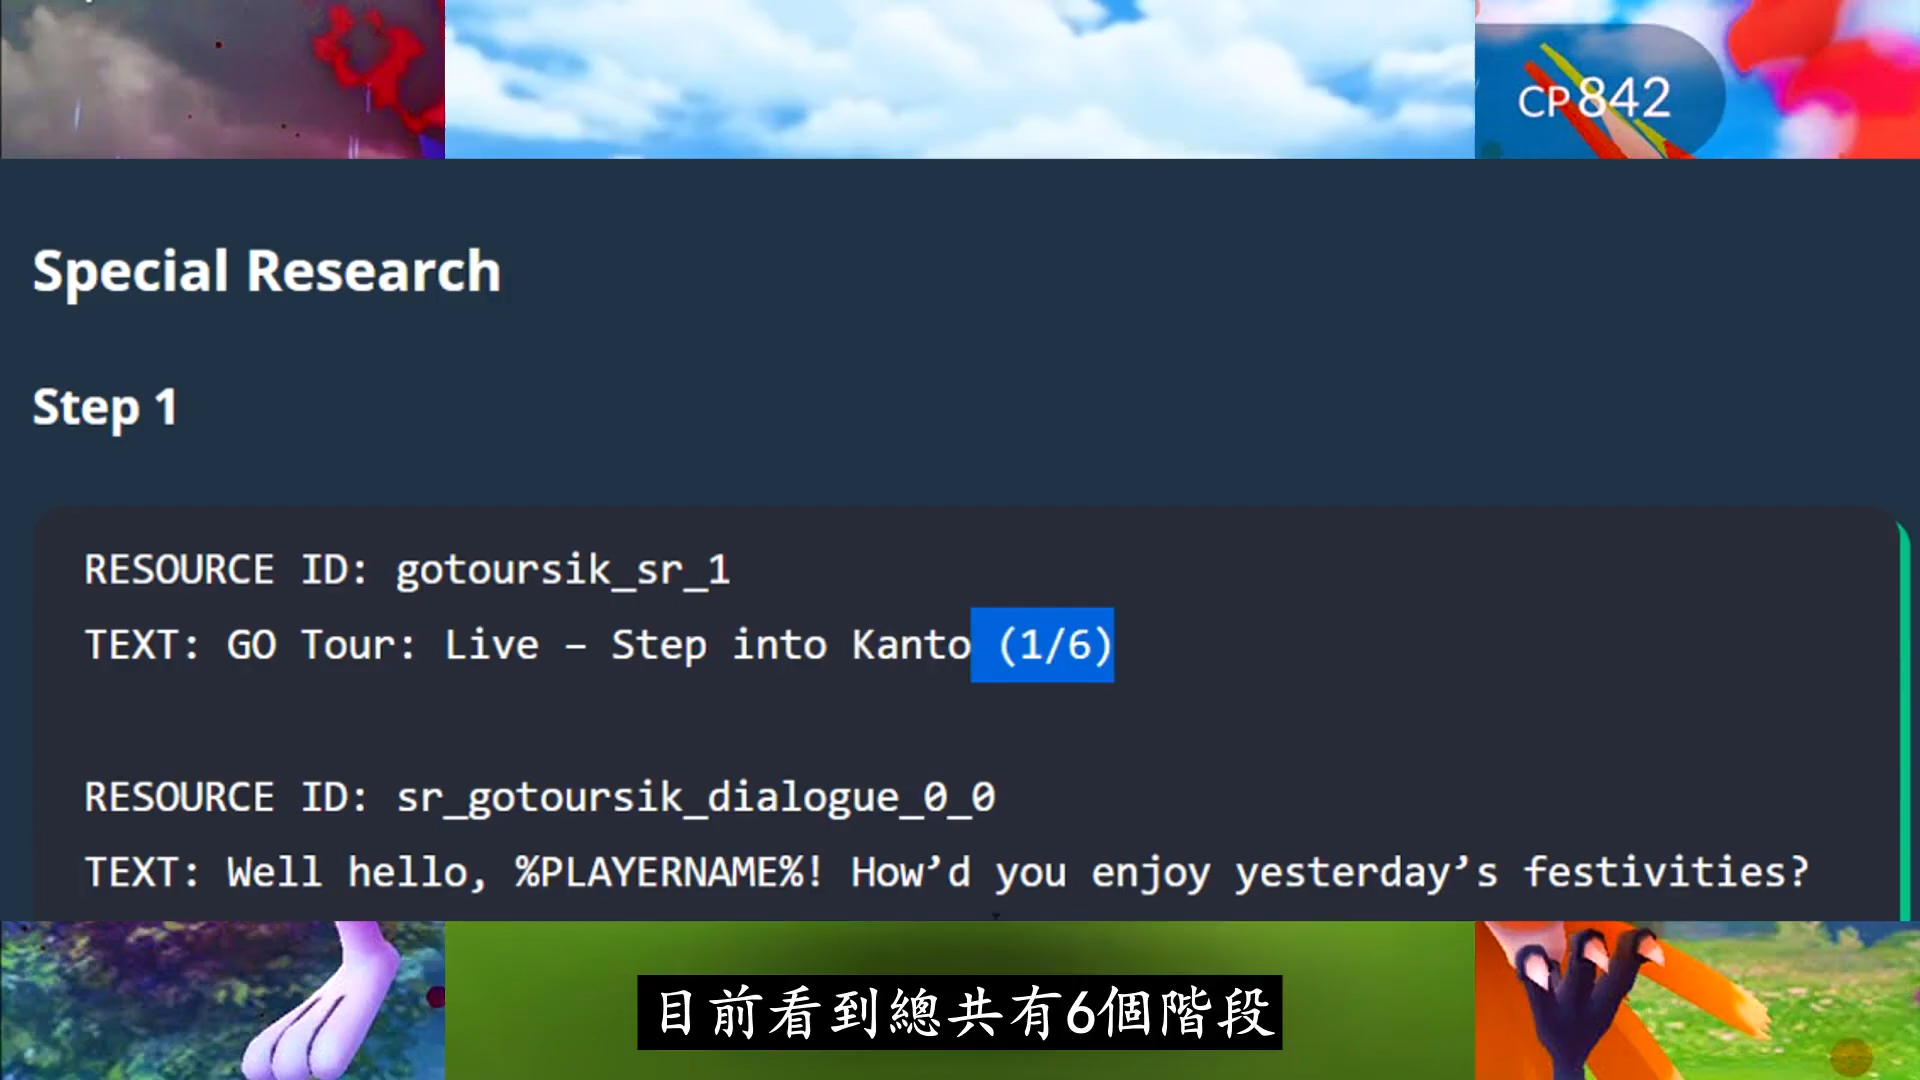 CP842
Special Research
Step 1
RESOURCE ID: gotoursik_sr_1
TEXT: GO Tour: Live – Step into Kanto (1/6)
RESOURCE ID: sr_gotoursik_dialogue_0_0
TEXT: Well hello, %PLAYERNAME%! How’d you enjoy yesterday’s festivities?
目前看到總共有6個階段